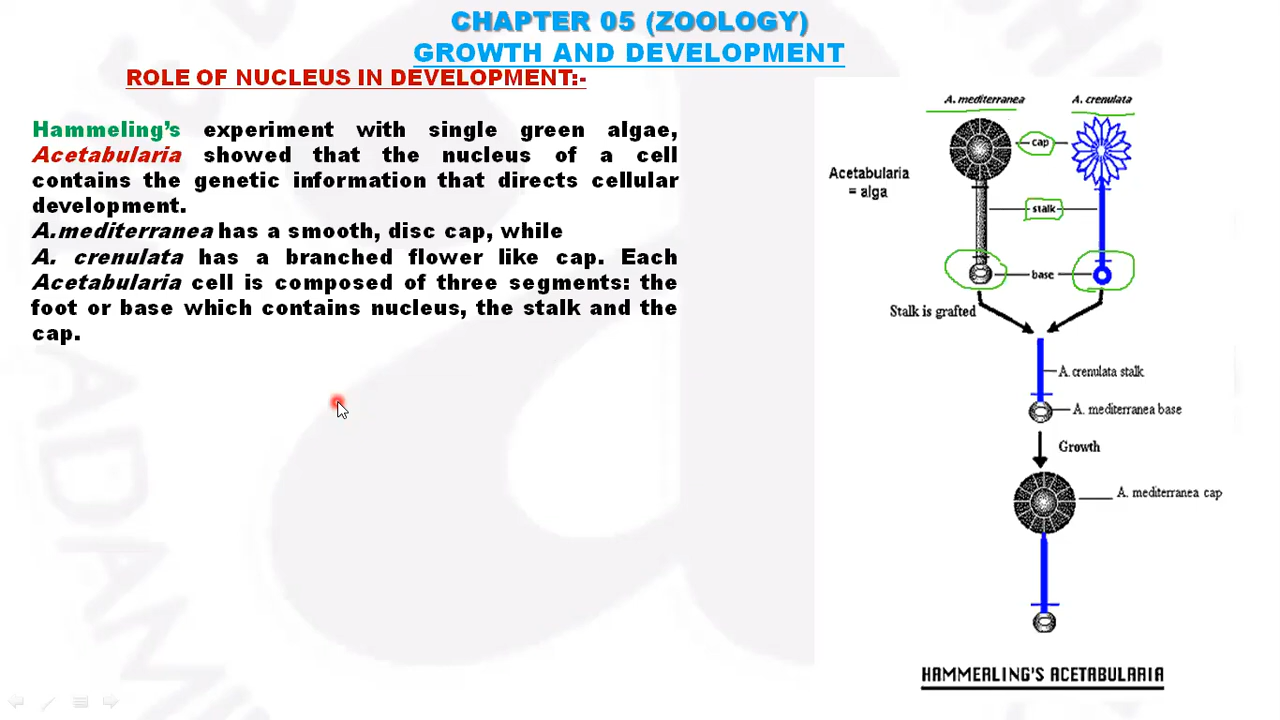 CHAPTER 05 (ZOOLOGY)
GROWTH AND DEVELOPMENT
ROLE OF NUCLEUS IN DEVELOPMENT:-
Hammeling's experiment with single green algae,
Acetabularia showed that the nucleus of a cell
contains the genetic information that directs cellular
development.
A.mediterranea has a smooth, disc cap, while
A. crenulata has a branched flower like cap. Each
Acetabularia cell is composed of three segments: the
foot or base which contains nucleus, the stalk and the
cap.
A. mediterranea
A. crenulata
cap
Acetabularia
= alga
stalk
base
Stalk is grafted
A. crenulata stalk
A. mediterranea base
Growth
A. mediterranea cap
HAMMERLING'S ACETABULARIA